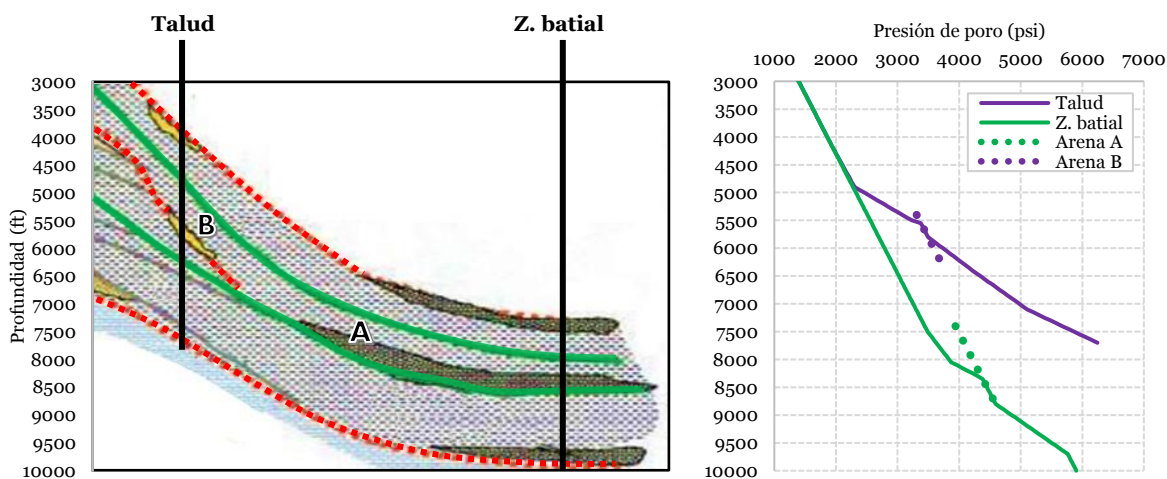 Talud
Z. batial
Profundidad (ft)
3000
3500
4000
4500
5000
5500
6000
6500
7000
7500
8000
8500
9000
9500
10000
B
A
Presión de poro (psi)
1000 2000 3000 4000 5000 6000 7000
3000
3500
4000
4500
5000
5500
6000
6500
7000
7500
8000
8500
9000
9500
10000
Talud
Z. batial
Arena A
Arena B